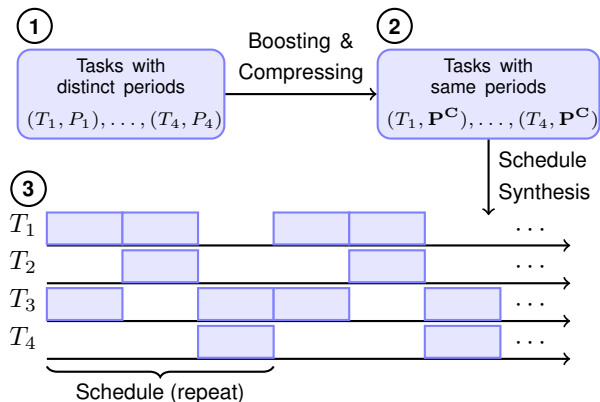 1
Tasks with
distinct periods
(T₁, P₁), . . . , (T₄, P₄)
Boosting &
Compressing
2
Tasks with
same periods
(T₁, Pᶜ), . . . , (T₄, Pᶜ)
Schedule
Synthesis
3
T₁ . . .
T₂ . . .
T₃ . . .
T₄ . . .
Schedule (repeat)